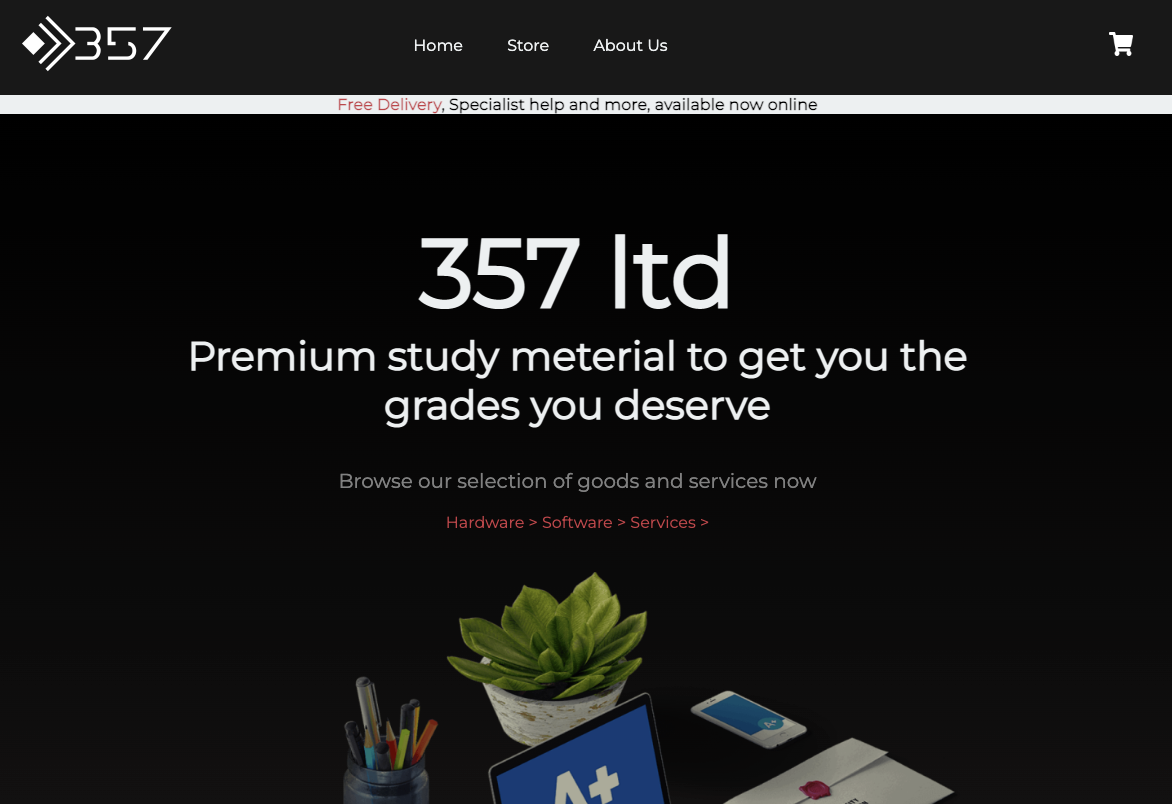 357
Home Store About Us
Free Delivery, Specialist help and more, available now online
357 ltd
Premium study meterial to get you the
grades you deserve
Browse our selection of goods and services now
Hardware > Software > Services >
A+
A+